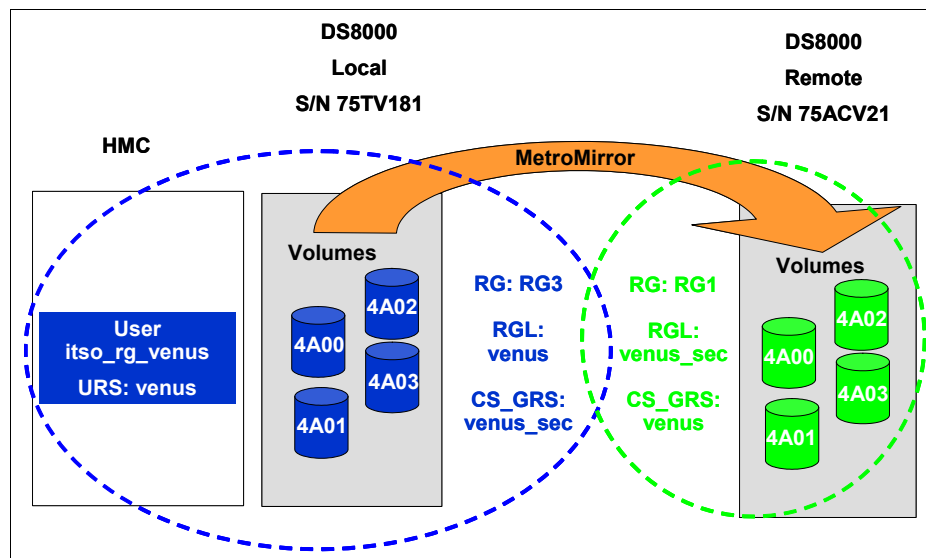 DS8000
Local
S/N 75TV181
DS8000
Remote
S/N 75ACV21
HMC
MetroMirror
User
itso_rg_venus
URS: venus
Volumes
4A02
4A00
4A03
4A01
RG: RG3
RGL:
venus
CS_GRS:
venus_sec
RG: RG1
RGL:
venus_sec
CS_GRS:
venus
Volumes
4A02
4A00
4A03
4A01